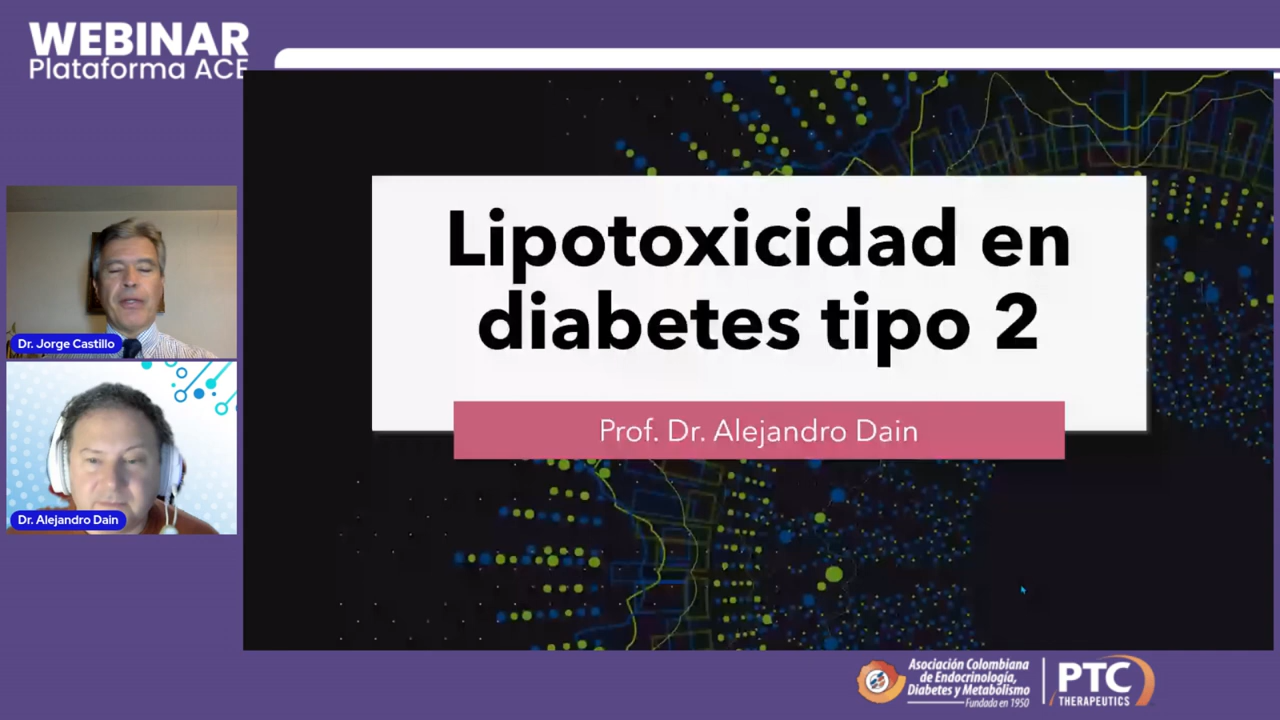 WEBINAR
Plataforma ACE
Lipotoxicidad en
diabetes tipo 2
Prof. Dr. Alejandro Dain
Dr. Jorge Castillo
Dr. Alejandro Dain
Asociación Colombiana
de Endocrinología,
Diabetes y Metabolismo
Fundada en 1950
PTC
THERAPEUTICS